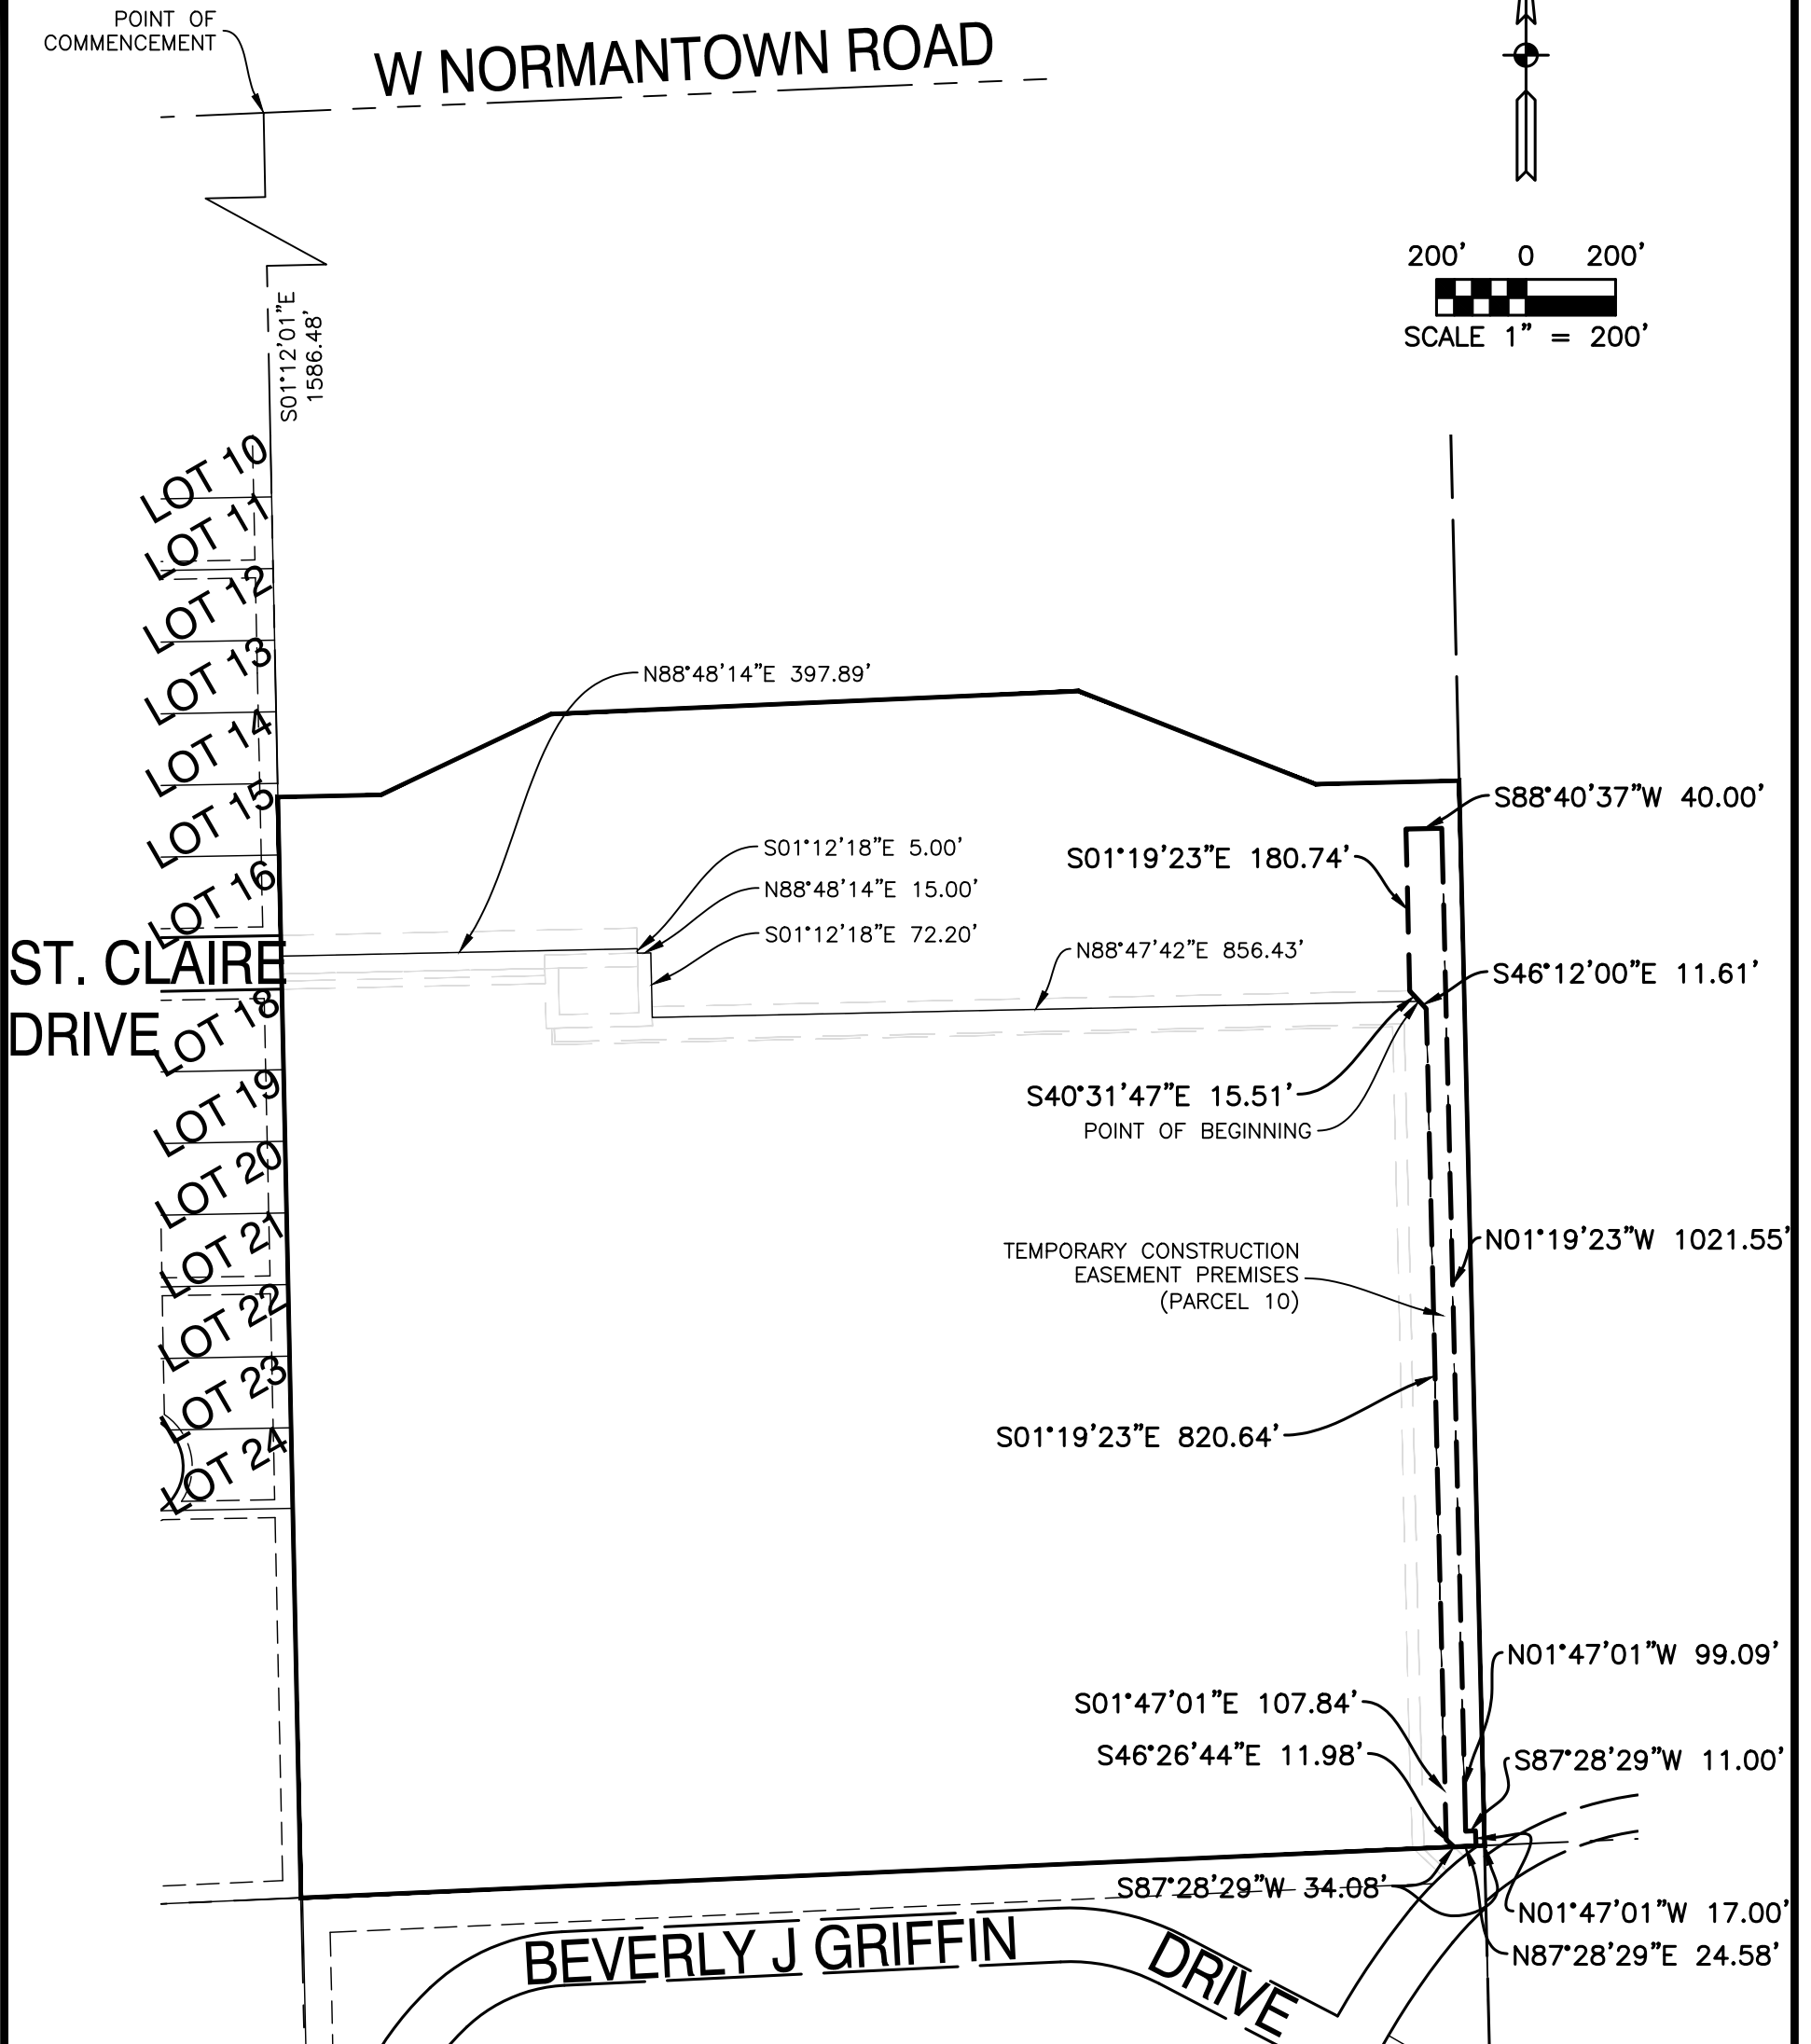 POINT OF
COMMENCEMENT
W NORMANTOWN ROAD
200' 0 200'
SCALE 1" = 200'
S01°12'01"E
1586.48'
LOT 10
LOT 11
LOT 12
LOT 13
LOT 14
LOT 15
LOT 16
ST. CLAIRE
DRIVE
LOT 18
LOT 19
LOT 20
LOT 21
LOT 22
LOT 23
LOT 24
N88°48'14"E 397.89'
S01°12'18"E 5.00'
N88°48'14"E 15.00'
S01°12'18"E 72.20'
N88°47'42"E 856.43'
S88°40'37"W 40.00'
S01°19'23"E 180.74'
S46°12'00"E 11.61'
S40°31'47"E 15.51'
POINT OF BEGINNING
N01°19'23"W 1021.55'
TEMPORARY CONSTRUCTION
EASEMENT PREMISES
(PARCEL 10)
S01°19'23"E 820.64'
N01°47'01"W 99.09'
S01°47'01"E 107.84'
S46°26'44"E 11.98'
S87°28'29"W 11.00'
S87°28'29"W 34.08'
N01°47'01"W 17.00'
N87°28'29"E 24.58'
BEVERLY J GRIFFIN DRIVE